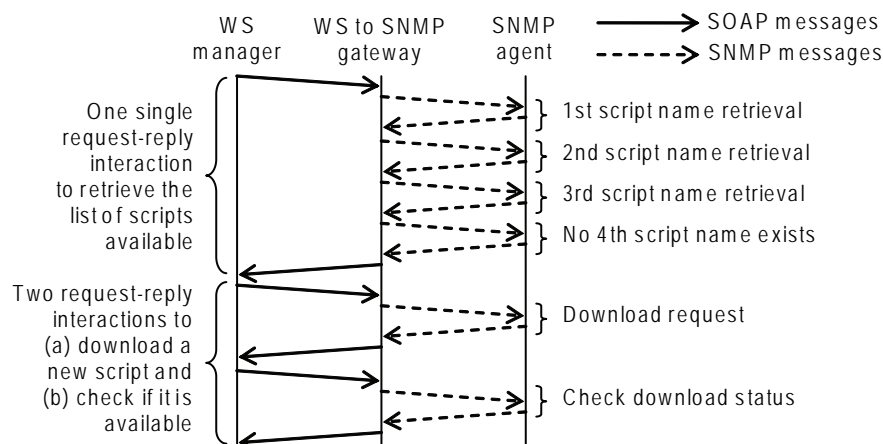 WS
manager
WS to SNMP
gateway
SNMP
agent
SOAP messages
SNMP messages
One single
request-reply
interaction
to retrieve the
list of scripts
available
1st script name retrieval
2nd script name retrieval
3rd script name retrieval
No 4th script name exists
Two request-reply
interactions to
(a) download a
new script and
(b) check if it is
available
Download request
Check download status